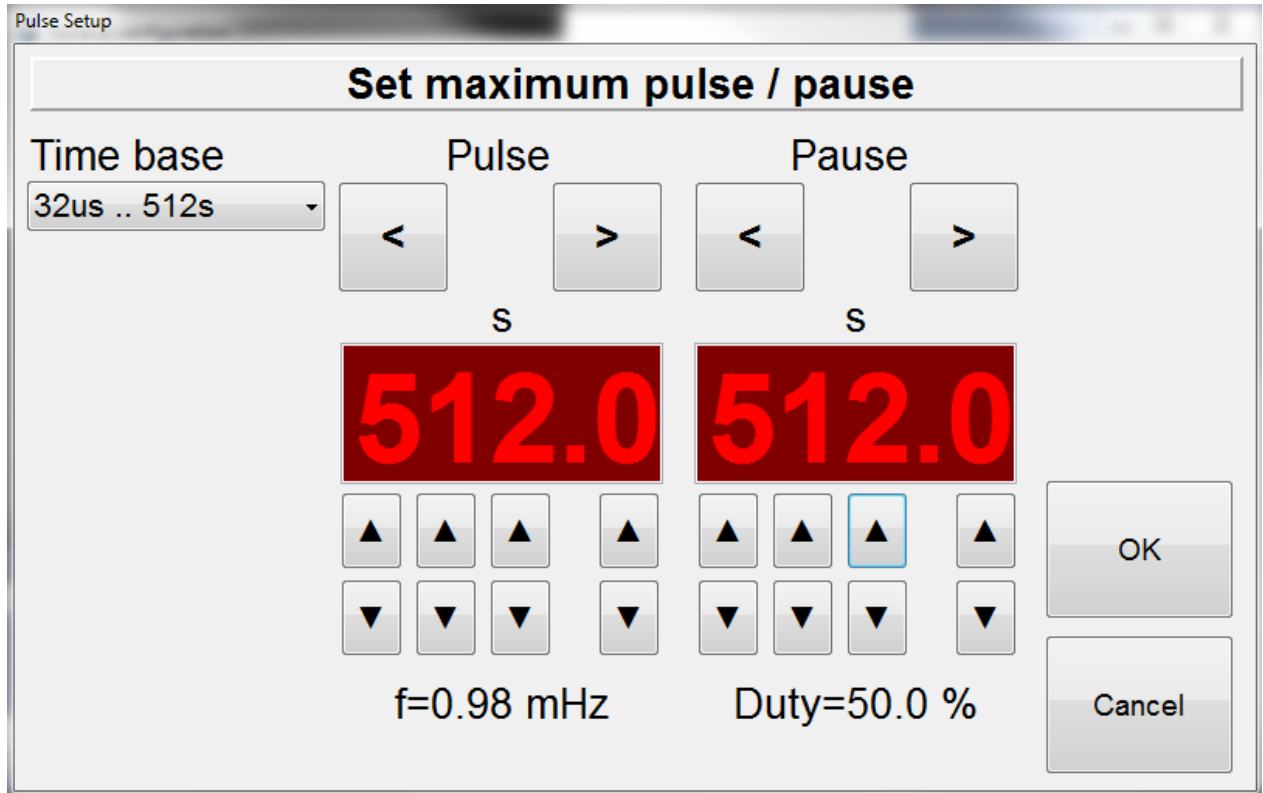 Pulse Setup
Set maximum pulse / pause
Time base
Pulse
Pause
32us .. 512s
<
>
<
>
s
s
512.0
512.0
▲ ▲ ▲ ▲ ▲ ▲ ▲ ▲
▼ ▼ ▼ ▼ ▼ ▼ ▼ ▼
OK
f=0.98 mHz
Duty=50.0 %
Cancel